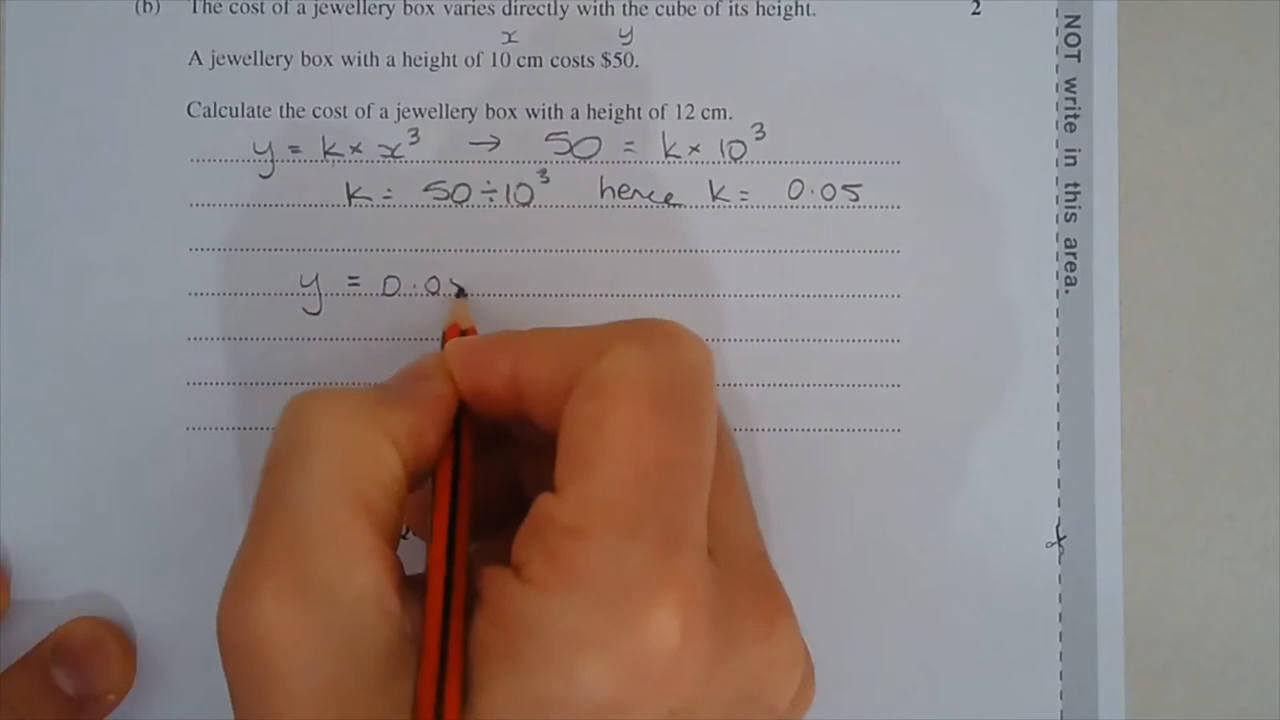 (b) The cost of a jewellery box varies directly with the cube of its height. 2
x y
A jewellery box with a height of 10 cm costs $50.
Calculate the cost of a jewellery box with a height of 12 cm.
y = k × x³ → 50 = k × 10³
k = 50 ÷ 10³ hence k = 0.05
y = 0.0
NOT write in this area.